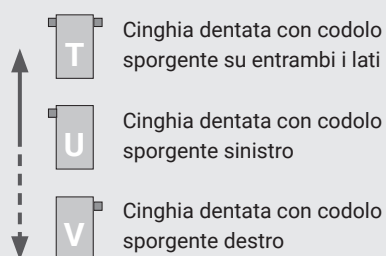 T
Cinghia dentata con codolo
sporgente su entrambi i lati
U
Cinghia dentata con codolo
sporgente sinistro
V
Cinghia dentata con codolo
sporgente destro